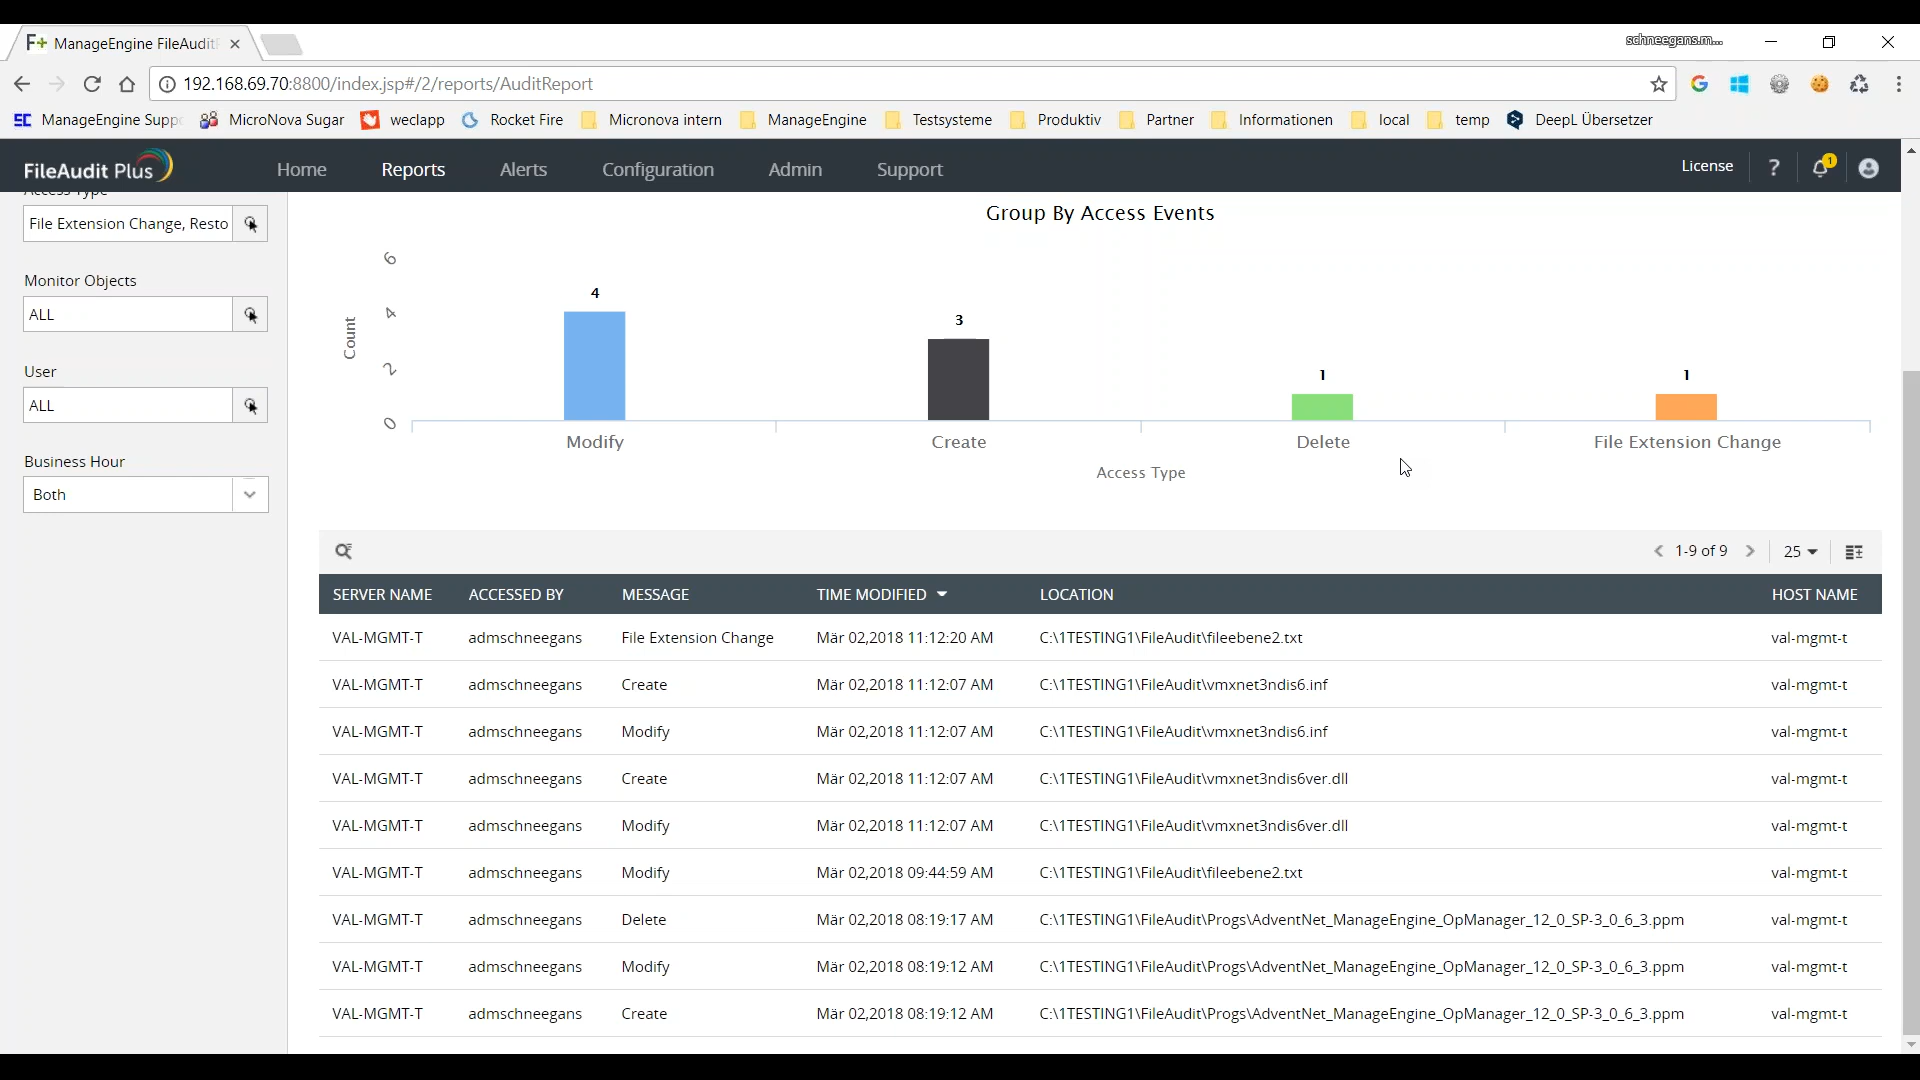 ManageEngine FileAudit
schneegans.m...
192.168.69.70:8800/index.jsp#/2/reports/AuditReport
ManageEngine Supp MicroNova Sugar weclapp Rocket Fire Micronova intern ManageEngine Testsysteme Produktiv Partner Informationen local temp DeepL Übersetzer
FileAudit Plus Home Reports Alerts Configuration Admin Support License ? 1
Access Type
File Extension Change, Resto
Monitor Objects
ALL
User
ALL
Business Hour
Both
Group By Access Events
Count
6
4
2
0
4 3 1 1
Modify Create Delete File Extension Change
Access Type
1-9 of 9 25
SERVER NAME ACCESSED BY MESSAGE TIME MODIFIED LOCATION HOST NAME
VAL-MGMT-T admschneegans File Extension Change Mär 02,2018 11:12:20 AM C:\1TESTING1\FileAudit\fileebene2.txt val-mgmt-t
VAL-MGMT-T admschneegans Create Mär 02,2018 11:12:07 AM C:\1TESTING1\FileAudit\vmxnet3ndis6.inf val-mgmt-t
VAL-MGMT-T admschneegans Modify Mär 02,2018 11:12:07 AM C:\1TESTING1\FileAudit\vmxnet3ndis6.inf val-mgmt-t
VAL-MGMT-T admschneegans Create Mär 02,2018 11:12:07 AM C:\1TESTING1\FileAudit\vmxnet3ndis6ver.dll val-mgmt-t
VAL-MGMT-T admschneegans Modify Mär 02,2018 11:12:07 AM C:\1TESTING1\FileAudit\vmxnet3ndis6ver.dll val-mgmt-t
VAL-MGMT-T admschneegans Modify Mär 02,2018 09:44:59 AM C:\1TESTING1\FileAudit\fileebene2.txt val-mgmt-t
VAL-MGMT-T admschneegans Delete Mär 02,2018 08:19:17 AM C:\1TESTING1\FileAudit\Progs\AdventNet_ManageEngine_OpManager_12_0_SP-3_0_6_3.ppm val-mgmt-t
VAL-MGMT-T admschneegans Modify Mär 02,2018 08:19:12 AM C:\1TESTING1\FileAudit\Progs\AdventNet_ManageEngine_OpManager_12_0_SP-3_0_6_3.ppm val-mgmt-t
VAL-MGMT-T admschneegans Create Mär 02,2018 08:19:12 AM C:\1TESTING1\FileAudit\Progs\AdventNet_ManageEngine_OpManager_12_0_SP-3_0_6_3.ppm val-mgmt-t